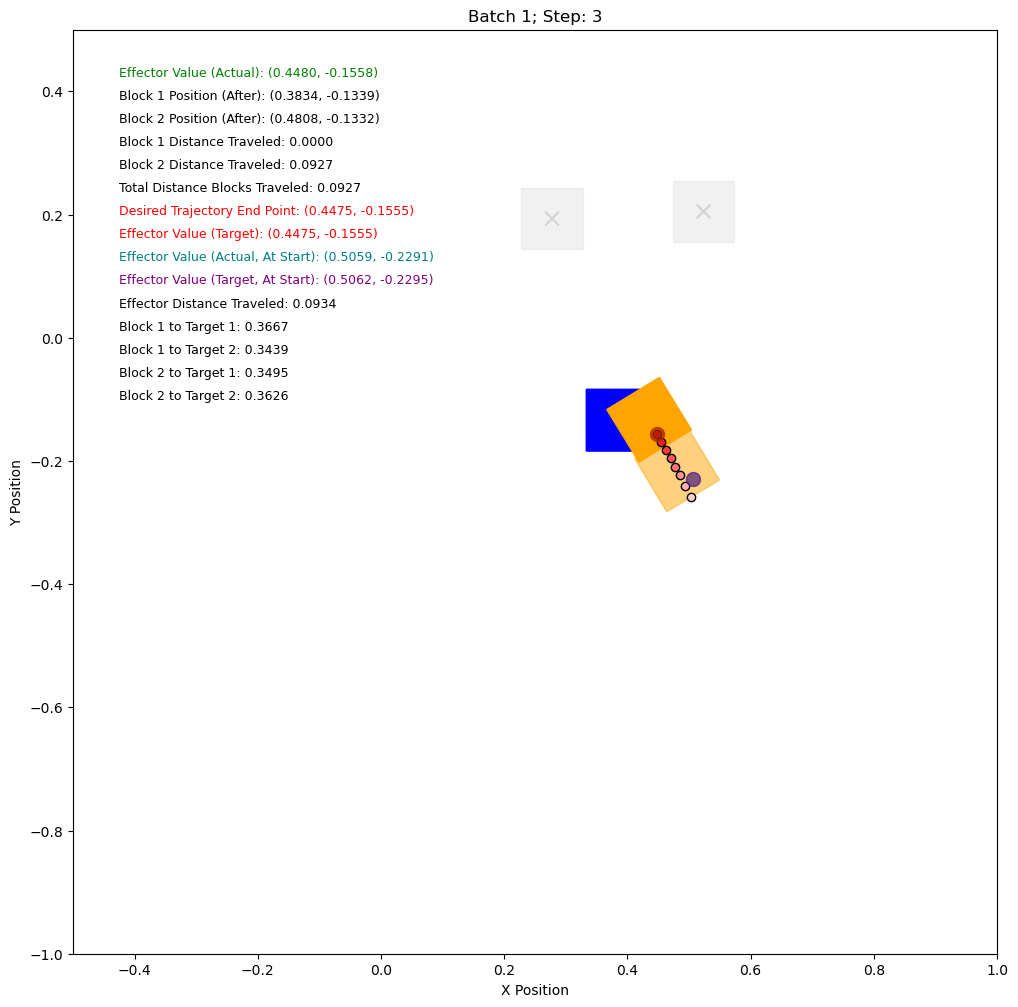 Batch 1; Step: 3
Effector Value (Actual): (0.4480, -0.1558)
Block 1 Position (After): (0.3834, -0.1339)
Block 2 Position (After): (0.4808, -0.1332)
Block 1 Distance Traveled: 0.0000
Block 2 Distance Traveled: 0.0927
Total Distance Blocks Traveled: 0.0927
Desired Trajectory End Point: (0.4475, -0.1555)
Effector Value (Target): (0.4475, -0.1555)
Effector Value (Actual, At Start): (0.5059, -0.2291)
Effector Value (Target, At Start): (0.5062, -0.2295)
Effector Distance Traveled: 0.0934
Block 1 to Target 1: 0.3667
Block 1 to Target 2: 0.3439
Block 2 to Target 1: 0.3495
Block 2 to Target 2: 0.3626
0.4
0.2
0.0
−0.2
−0.4
−0.6
−0.8
−1.0
Y Position
−0.4 −0.2 0.0 0.2 0.4 0.6 0.8 1.0
X Position